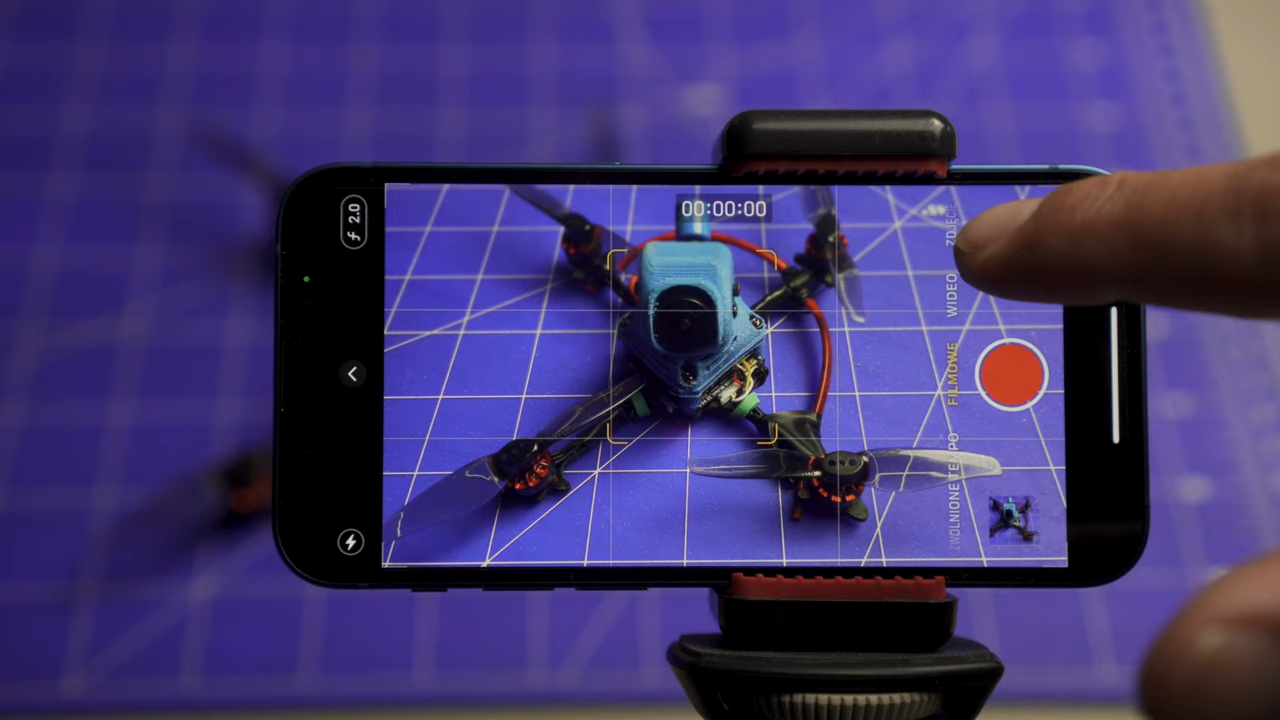 ƒ 2.0
00:00:00
ZDJĘCIE
WIDEO
FILMOWE
ZWOLNIONE TEMPO